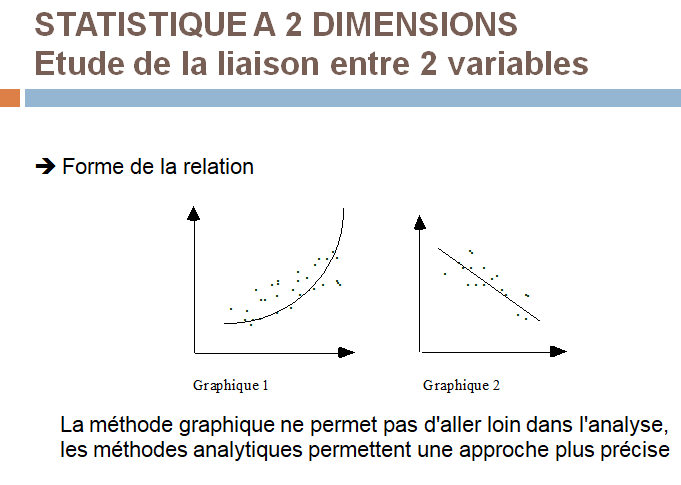 STATISTIQUE A 2 DIMENSIONS
Etude de la liaison entre 2 variables
➔ Forme de la relation
Graphique 1
Graphique 2
La méthode graphique ne permet pas d'aller loin dans l'analyse,
les méthodes analytiques permettent une approche plus précise